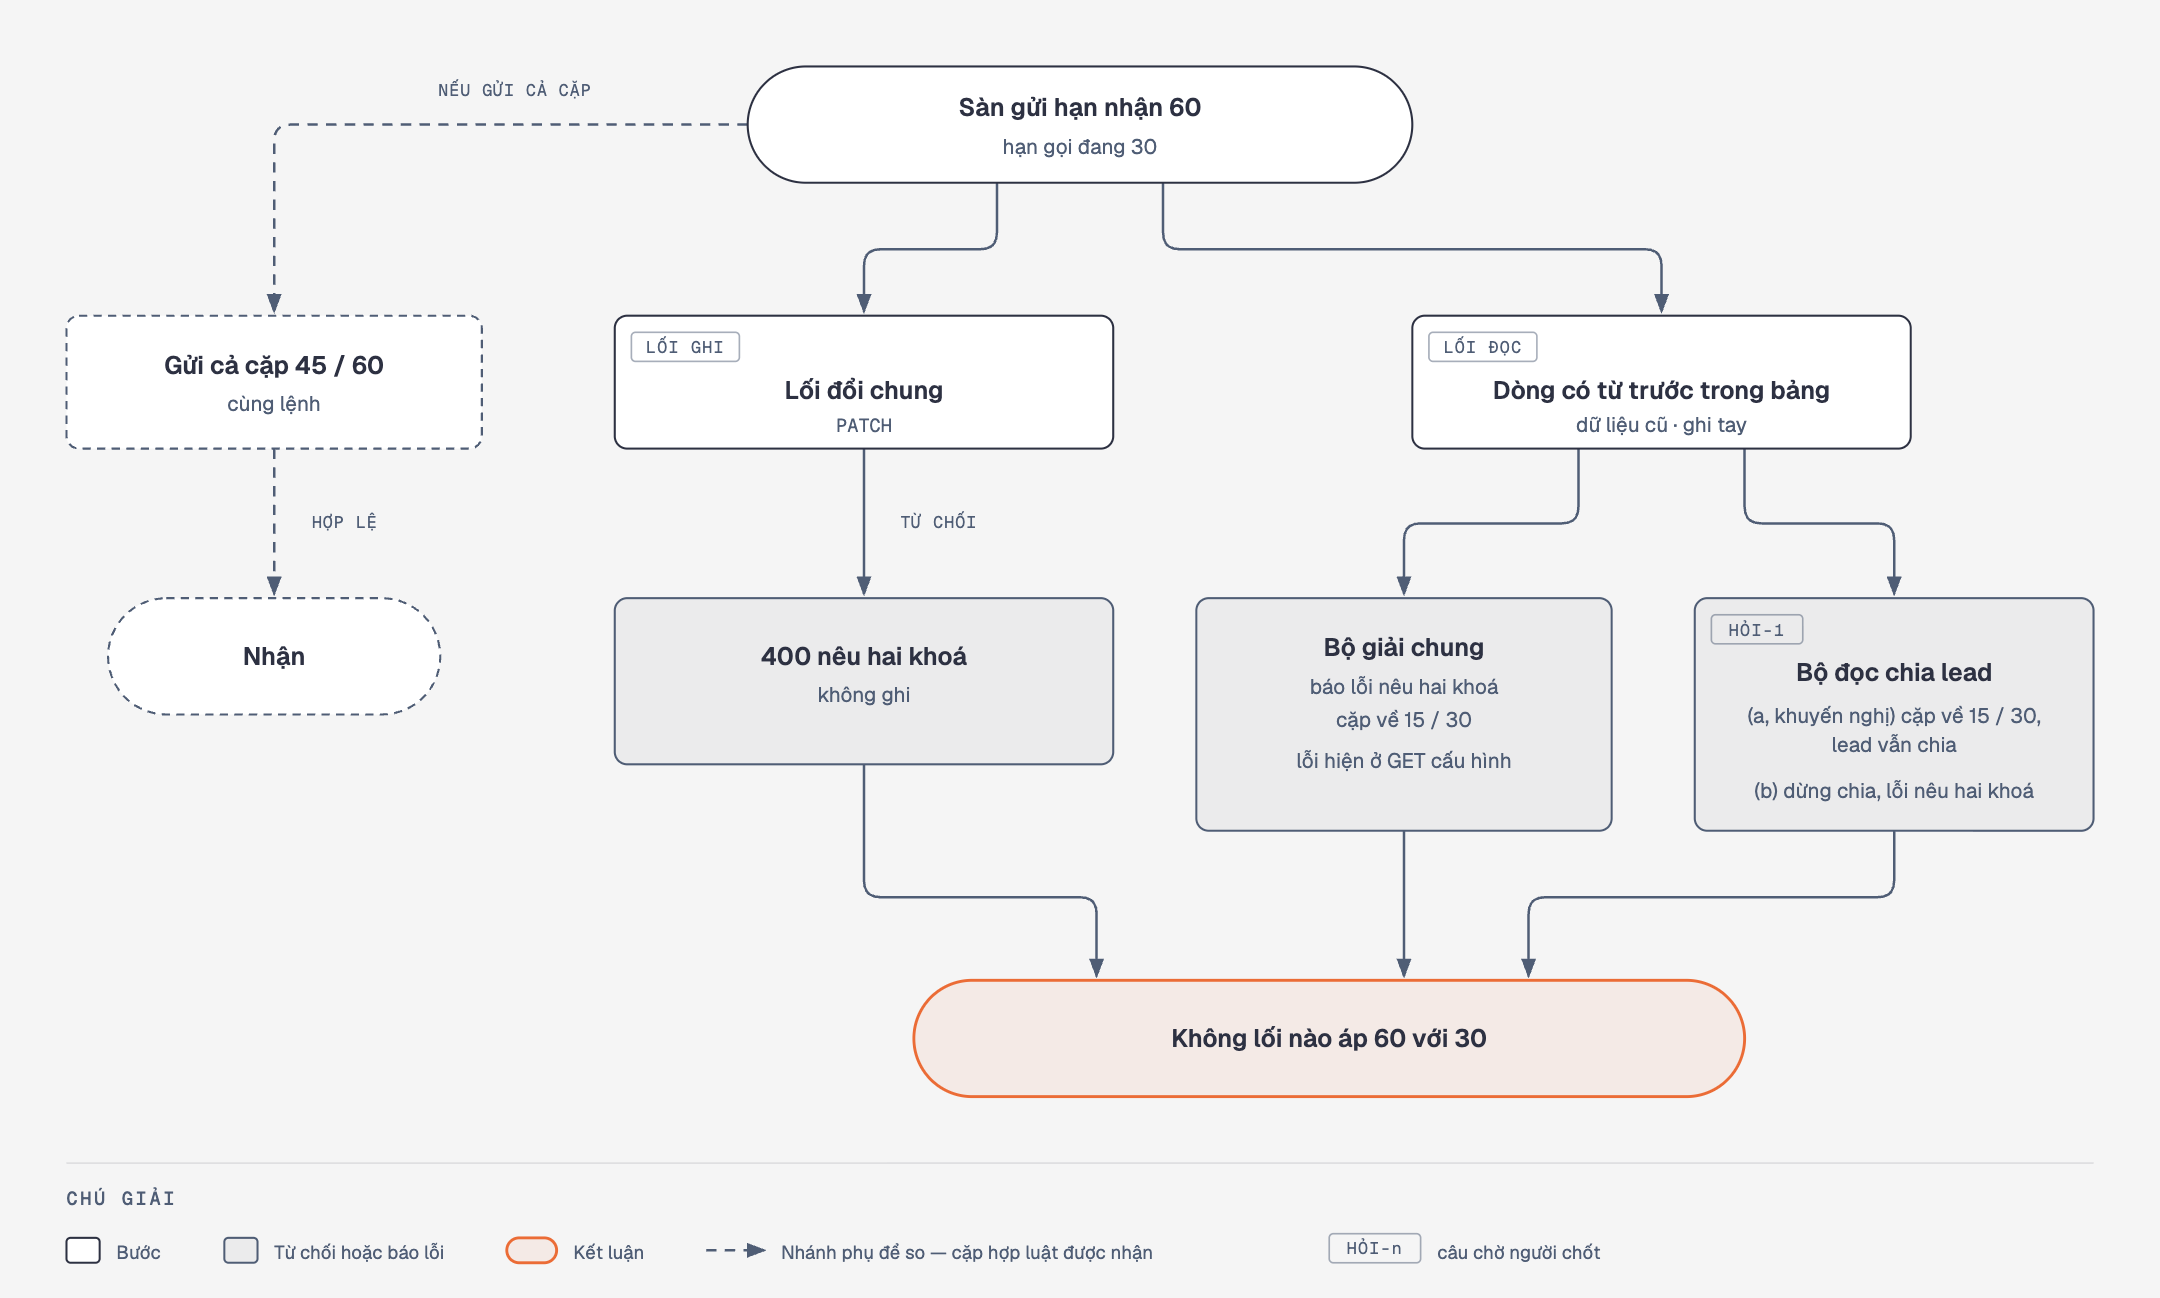 NẾU GỬI CẢ CẶP
Sàn gửi hạn nhận 60
hạn gọi đang 30
Gửi cả cặp 45 / 60
cùng lệnh
LỐI GHI
Lối đổi chung
PATCH
LỐI ĐỌC
Dòng có từ trước trong bảng
dữ liệu cũ · ghi tay
HỢP LỆ
TỪ CHỐI
Nhận
400 nêu hai khoá
không ghi
Bộ giải chung
báo lỗi nêu hai khoá
cặp về 15 / 30
lỗi hiện ở GET cấu hình
HỎI-1
Bộ đọc chia lead
(a, khuyến nghị) cặp về 15 / 30,
lead vẫn chia
(b) dừng chia, lỗi nêu hai khoá
Không lối nào áp 60 với 30
CHÚ GIẢI
Bước
Từ chối hoặc báo lỗi
Kết luận
Nhánh phụ để so — cặp hợp luật được nhận
HỎI-n
câu chờ người chốt